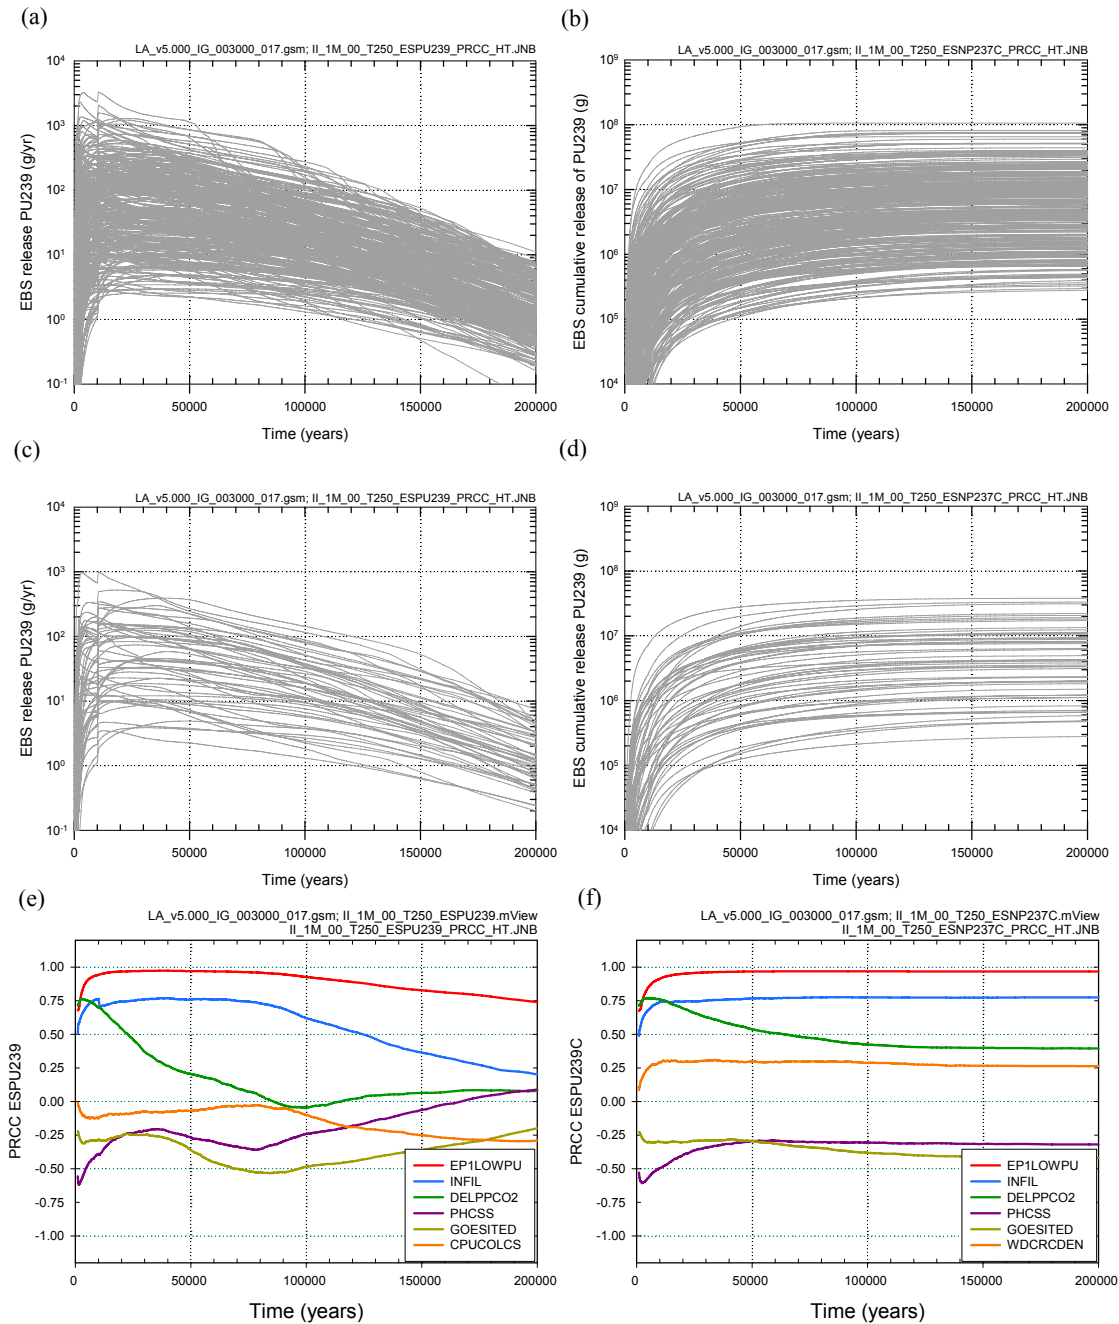 (a)
LA_v5.000_IG_003000_017.gsm; II_1M_00_T250_ESPU239_PRCC_HT.JNB
EBS release PU239 (g/yr)
10^4
10^3
10^2
10^1
10^0
10^-1
0 50000 100000 150000 200000
Time (years)
(b)
LA_v5.000_IG_003000_017.gsm; II_1M_00_T250_ESNP237C_PRCC_HT.JNB
EBS cumulative release of PU239 (g)
10^9
10^8
10^7
10^6
10^5
10^4
0 50000 100000 150000 200000
Time (years)
(c)
LA_v5.000_IG_003000_017.gsm; II_1M_00_T250_ESPU239_PRCC_HT.JNB
EBS release PU239 (g/yr)
10^4
10^3
10^2
10^1
10^0
10^-1
0 50000 100000 150000 200000
Time (years)
(d)
LA_v5.000_IG_003000_017.gsm; II_1M_00_T250_ESNP237C_PRCC_HT.JNB
EBS cumulative release PU239 (g)
10^9
10^8
10^7
10^6
10^5
10^4
0 50000 100000 150000 200000
Time (years)
(e)
LA_v5.000_IG_003000_017.gsm; II_1M_00_T250_ESPU239.mView
II_1M_00_T250_ESPU239_PRCC_HT.JNB
PRCC ESPU239
1.00
0.75
0.50
0.25
0.00
-0.25
-0.50
-0.75
-1.00
EP1LOWPU
INFIL
DELPPCO2
PHCSS
GOESITED
CPUCOLCS
0 50000 100000 150000 200000
Time (years)
(f)
LA_v5.000_IG_003000_017.gsm; II_1M_00_T250_ESNP237C.mView
II_1M_00_T250_ESNP237C_PRCC_HT.JNB
PRCC ESPU239C
1.00
0.75
0.50
0.25
0.00
-0.25
-0.50
-0.75
-1.00
EP1LOWPU
INFIL
DELPPCO2
PHCSS
GOESITED
WDCRCDEN
0 50000 100000 150000 200000
Time (years)